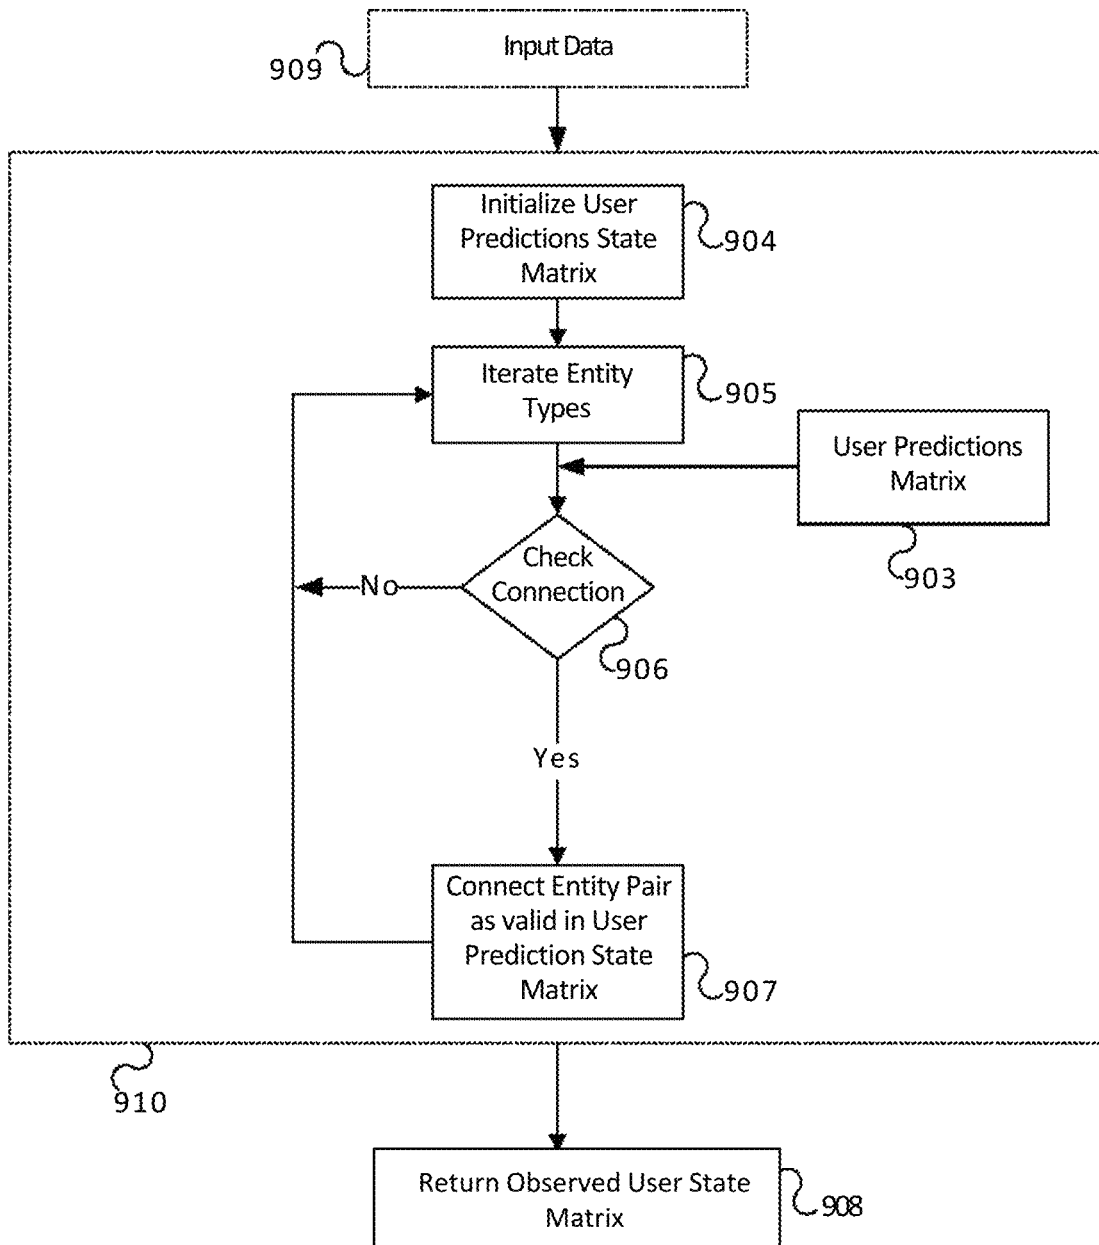 Input Data
909
Initialize User
Predictions State
Matrix
904
Iterate Entity
Types
905
User Predictions
Matrix
903
Check
Connection
No
906
Yes
Connect Entity Pair
as valid in User
Prediction State
Matrix
907
910
Return Observed User State
Matrix
908